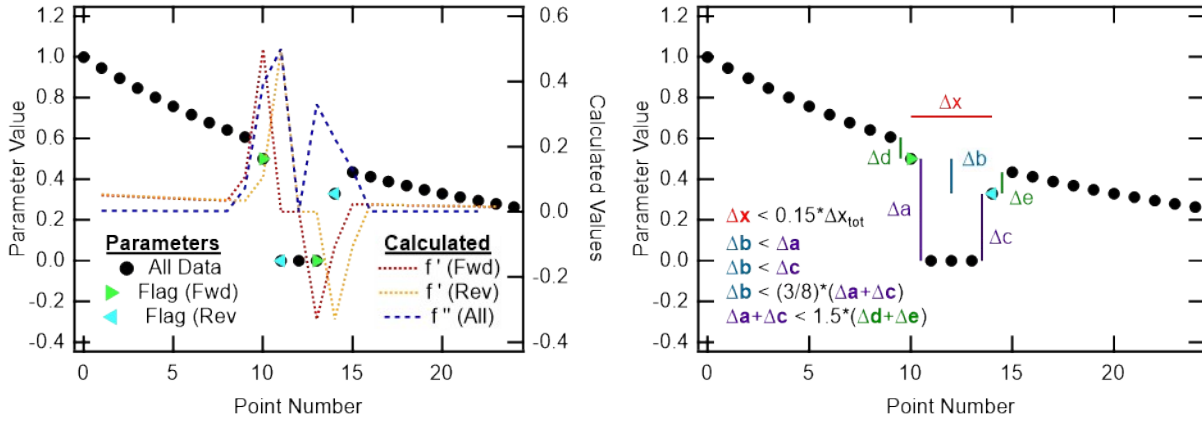 1.2
1.0
0.8
0.6
0.4
0.2
0.0
-0.2
-0.4
Parameter Value
0.6
0.4
0.2
0.0
-0.2
-0.4
Calculated Values
Parameters
All Data
Flag (Fwd)
Flag (Rev
Calculated
f ' (Fwd)
f ' (Rev)
f '' (All)
0 5 10 15 20
Point Number
1.2
1.0
0.8
0.6
0.4
0.2
0.0
-0.2
-0.4
Parameter Value
Δx
Δd
Δb
Δe
Δa
Δc
Δx < 0.15*Δxtot
Δb < Δa
Δb < Δc
Δb < (3/8)*(Δa+Δc)
Δa+Δc < 1.5*(Δd+Δe)
0 5 10 15 20
Point Number